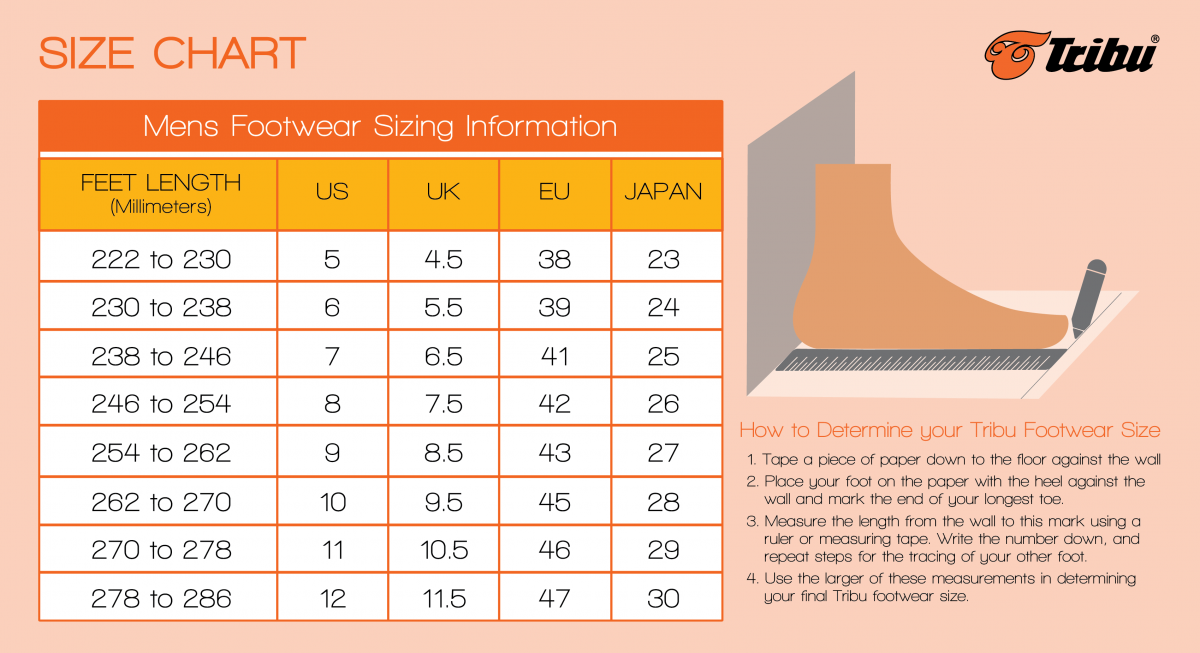 SIZE CHART
Tribu®
Mens Footwear Sizing Information
FEET LENGTH (Millimeters) US UK EU JAPAN
222 to 230 5 4.5 38 23
230 to 238 6 5.5 39 24
238 to 246 7 6.5 41 25
246 to 254 8 7.5 42 26
254 to 262 9 8.5 43 27
262 to 270 10 9.5 45 28
270 to 278 11 10.5 46 29
278 to 286 12 11.5 47 30
How to Determine your Tribu Footwear Size
1. Tape a piece of paper down to the floor against the wall
2. Place your foot on the paper with the heel against the
wall and mark the end of your longest toe.
3. Measure the length from the wall to this mark using a
ruler or measuring tape. Write the number down, and
repeat steps for the tracing of your other foot.
4. Use the larger of these measurements in determining
your final Tribu footwear size.